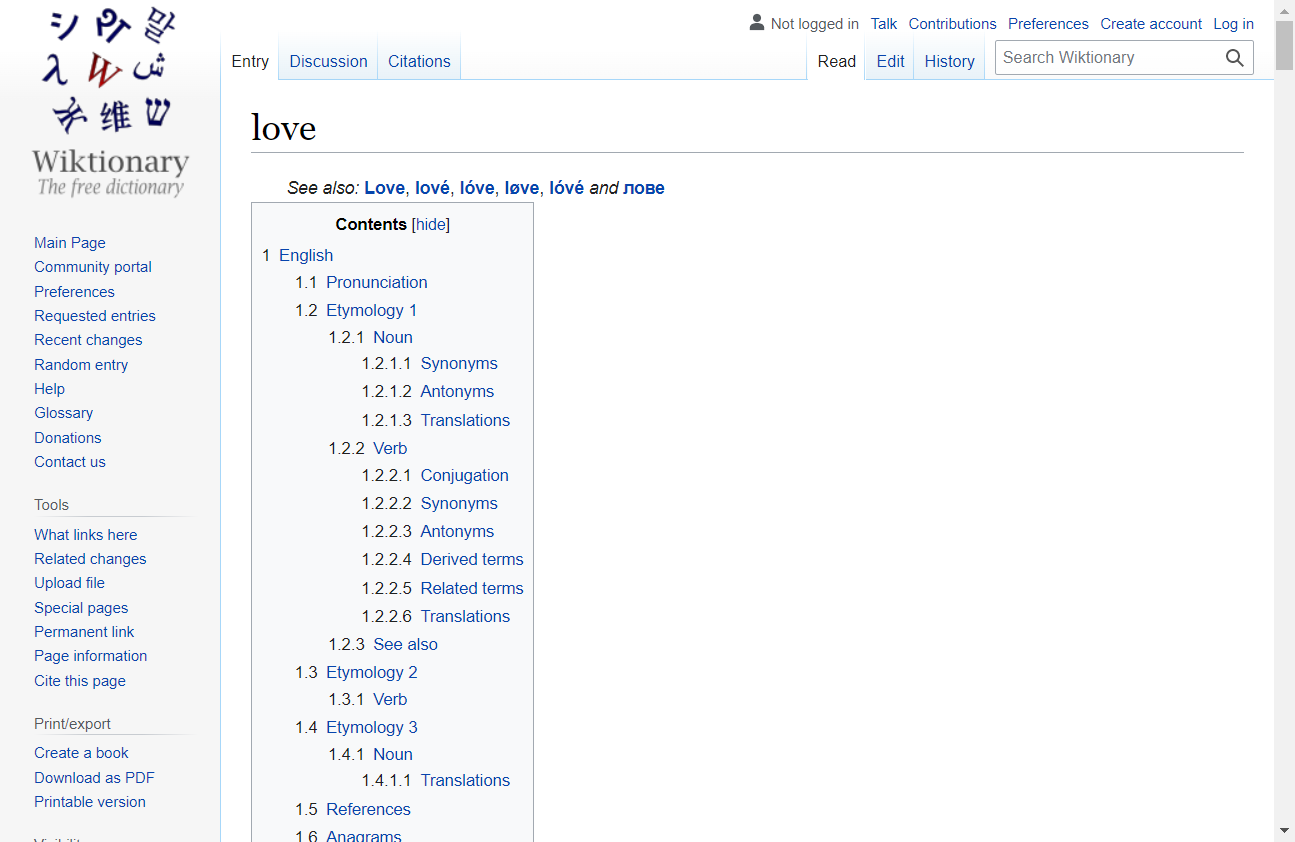 Not logged in Talk Contributions Preferences Create account Log in
Entry Discussion Citations Read Edit History Search Wiktionary
シ 말
λ W ش
维 ש
Wiktionary
The free dictionary
Main Page
Community portal
Preferences
Requested entries
Recent changes
Random entry
Help
Glossary
Donations
Contact us
Tools
What links here
Related changes
Upload file
Special pages
Permanent link
Page information
Cite this page
Print/export
Create a book
Download as PDF
Printable version
love
See also: Love, lové, lóve, løve, lóvé and лове
Contents [hide]
1 English
1.1 Pronunciation
1.2 Etymology 1
1.2.1 Noun
1.2.1.1 Synonyms
1.2.1.2 Antonyms
1.2.1.3 Translations
1.2.2 Verb
1.2.2.1 Conjugation
1.2.2.2 Synonyms
1.2.2.3 Antonyms
1.2.2.4 Derived terms
1.2.2.5 Related terms
1.2.2.6 Translations
1.2.3 See also
1.3 Etymology 2
1.3.1 Verb
1.4 Etymology 3
1.4.1 Noun
1.4.1.1 Translations
1.5 References
1.6 Anagrams